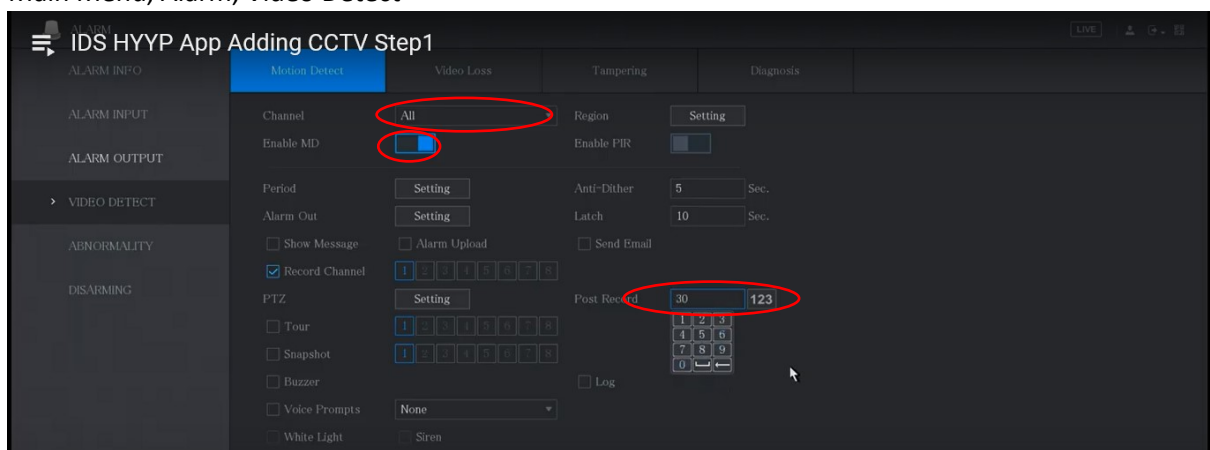 Main menu, Alarm, Video Detect
ALARM
IDS HYYP App Adding CCTV Step1
LIVE
ALARM INFO
Motion Detect Video Loss Tampering Diagnosis
ALARM INPUT
Channel All Region Setting
Enable MD Enable PIR
ALARM OUTPUT
Period Setting Anti-Dither 5 Sec.
VIDEO DETECT
Alarm Out Setting Latch 10 Sec.
ABNORMALITY
Show Message Alarm Upload Send Email
Record Channel 1 2 3 4 5 6 7 8
DISARMING
PTZ Setting Post Record 30 123
1 2 3
Tour 1 2 3 4 5 6 7 8
4 5 6
Snapshot 1 2 3 4 5 6 7 8
7 8 9
0
Buzzer Log
Voice Prompts None
White Light Siren